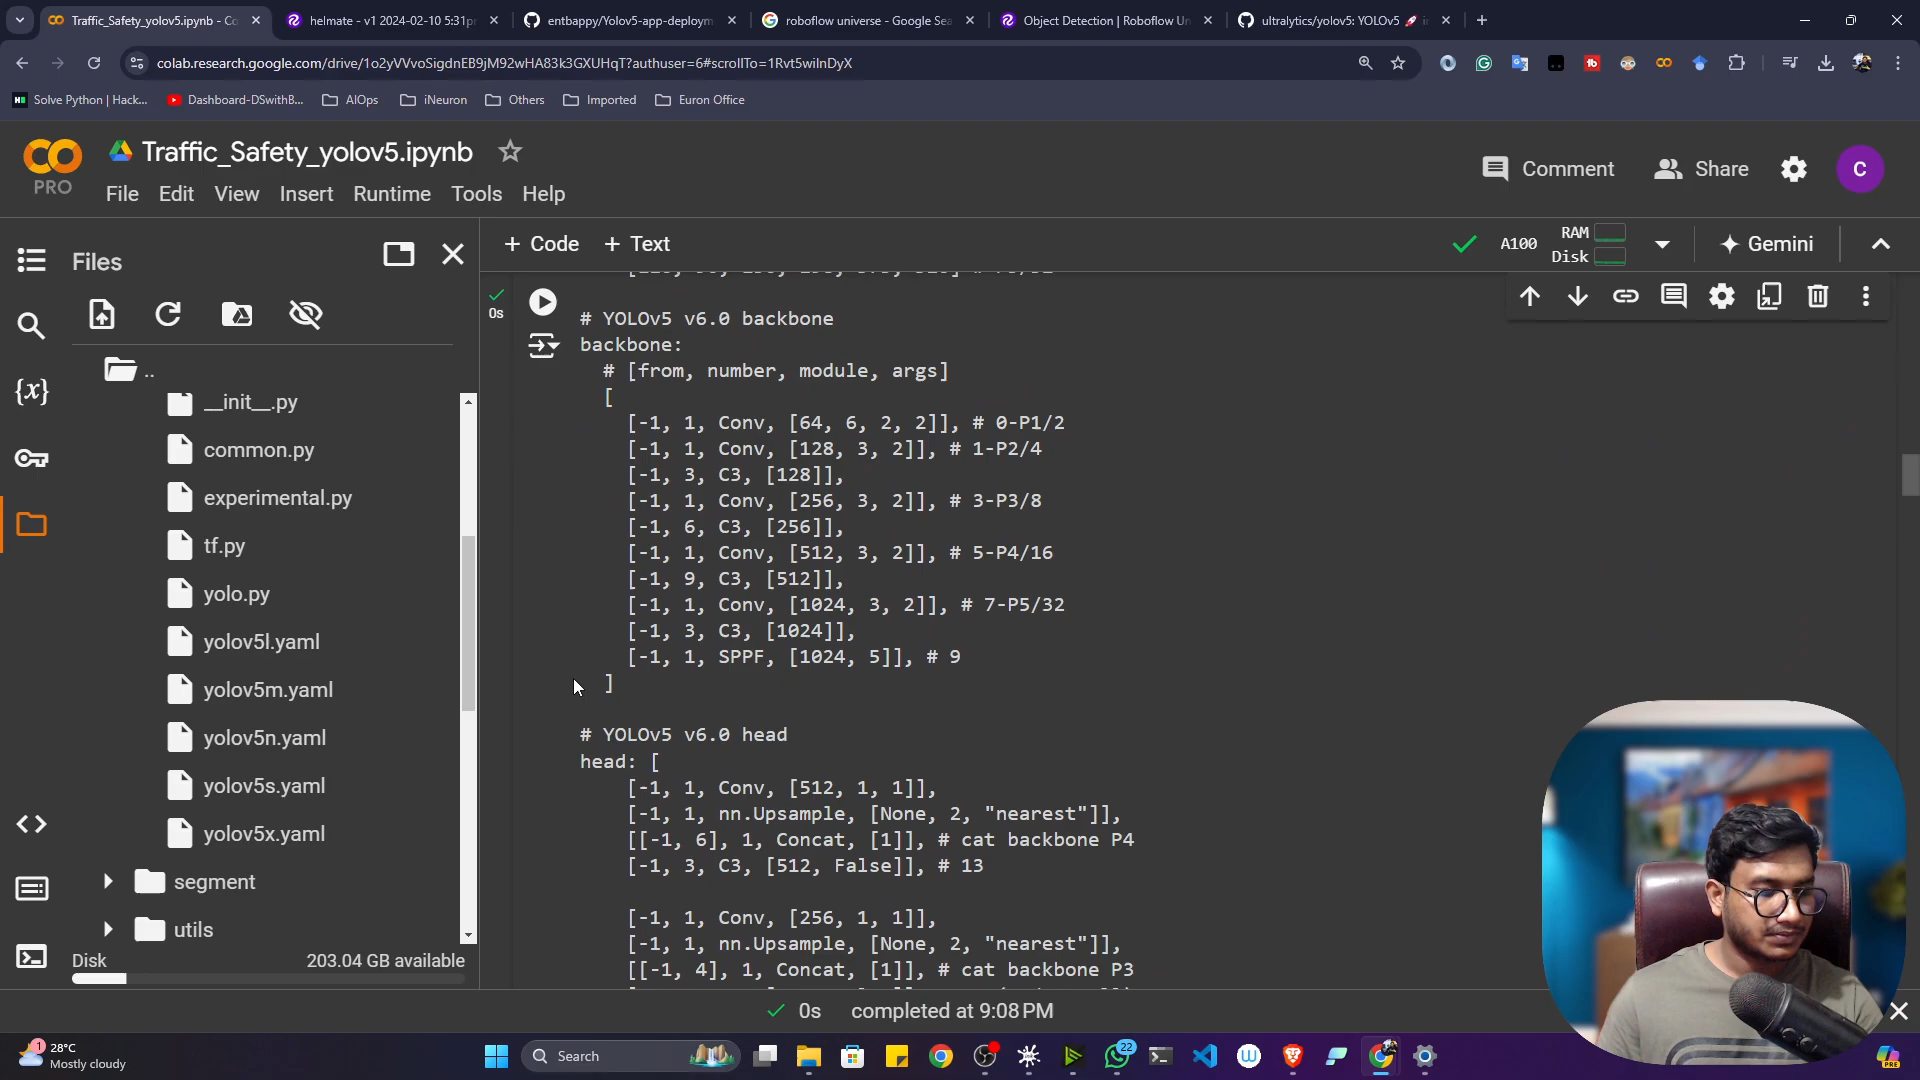 Traffic_Safety_yolov5.ipynb - Co
helmate - v1 2024-02-10 5:31p
entbappy/Yolov5-app-deploym
roboflow universe - Google Sea
Object Detection | Roboflow Un
ultralytics/yolov5: YOLOv5 🚀 i
colab.research.google.com/drive/1o2yVVvoSigdnEB9jM92wHA83k3GXUHqT?authuser=6#scrollTo=1Rvt5wiInDyX
Solve Python | Hack...
Dashboard-DSwithB...
AIOps
iNeuron
Others
Imported
Euron Office
PRO
Traffic_Safety_yolov5.ipynb
File Edit View Insert Runtime Tools Help
Comment
Share
C
Files
+ Code + Text
A100
RAM
Disk
Gemini
..
__init__.py
common.py
experimental.py
tf.py
yolo.py
yolov5l.yaml
yolov5m.yaml
yolov5n.yaml
yolov5s.yaml
yolov5x.yaml
segment
utils
Disk 203.04 GB available
0s
# YOLOv5 v6.0 backbone
backbone:
# [from, number, module, args]
[
[-1, 1, Conv, [64, 6, 2, 2]], # 0-P1/2
[-1, 1, Conv, [128, 3, 2]], # 1-P2/4
[-1, 3, C3, [128]],
[-1, 1, Conv, [256, 3, 2]], # 3-P3/8
[-1, 6, C3, [256]],
[-1, 1, Conv, [512, 3, 2]], # 5-P4/16
[-1, 9, C3, [512]],
[-1, 1, Conv, [1024, 3, 2]], # 7-P5/32
[-1, 3, C3, [1024]],
[-1, 1, SPPF, [1024, 5]], # 9
]
# YOLOv5 v6.0 head
head: [
[-1, 1, Conv, [512, 1, 1]],
[-1, 1, nn.Upsample, [None, 2, "nearest"]],
[[-1, 6], 1, Concat, [1]], # cat backbone P4
[-1, 3, C3, [512, False]], # 13
[-1, 1, Conv, [256, 1, 1]],
[-1, 1, nn.Upsample, [None, 2, "nearest"]],
[[-1, 4], 1, Concat, [1]], # cat backbone P3
0s completed at 9:08 PM
1
28°C
Mostly cloudy
Search
22
PRE